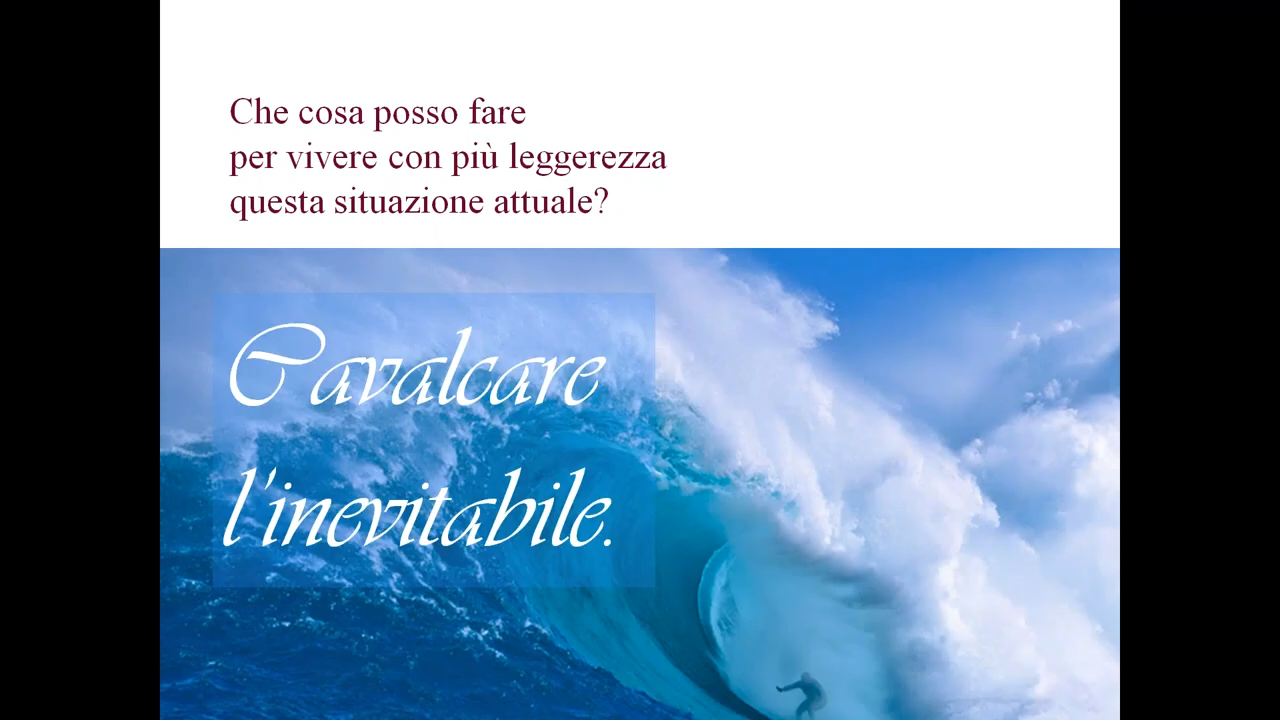 Che cosa posso fare
per vivere con più leggerezza
questa situazione attuale?
Cavalcare
l'inevitabile.